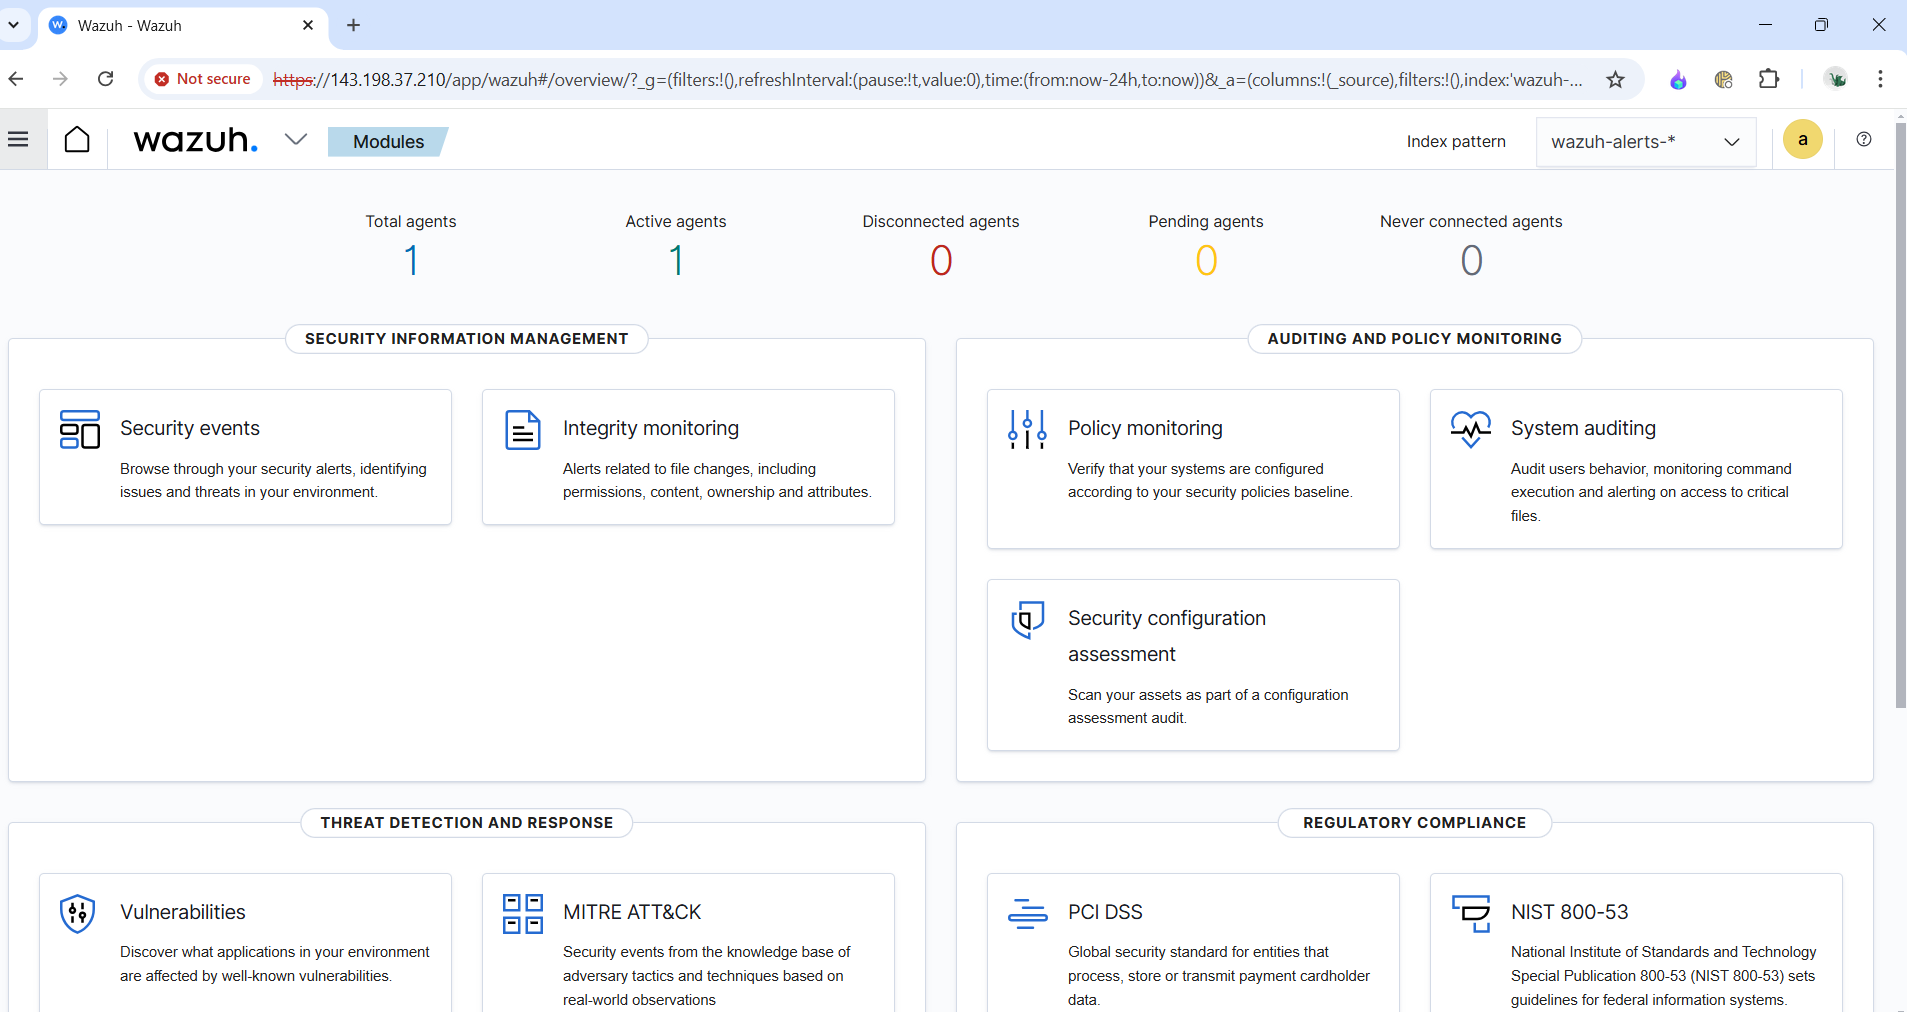 Wazuh - Wazuh
Not secure
https://143.198.37.210/app/wazuh#/overview/?_g=(filters:!(),refreshInterval:(pause:!t,value:0),time:(from:now-24h,to:now))&_a=(columns:!(_source),filters:!(),index:'wazuh-...
wazuh.
Modules
Index pattern
wazuh-alerts-*
a
Total agents
1
Active agents
1
Disconnected agents
0
Pending agents
0
Never connected agents
0
SECURITY INFORMATION MANAGEMENT
Security events
Browse through your security alerts, identifying
issues and threats in your environment.
Integrity monitoring
Alerts related to file changes, including
permissions, content, ownership and attributes.
AUDITING AND POLICY MONITORING
Policy monitoring
Verify that your systems are configured
according to your security policies baseline.
System auditing
Audit users behavior, monitoring command
execution and alerting on access to critical
files.
Security configuration
assessment
Scan your assets as part of a configuration
assessment audit.
THREAT DETECTION AND RESPONSE
Vulnerabilities
Discover what applications in your environment
are affected by well-known vulnerabilities.
MITRE ATT&CK
Security events from the knowledge base of
adversary tactics and techniques based on
real-world observations
REGULATORY COMPLIANCE
PCI DSS
Global security standard for entities that
process, store or transmit payment cardholder
data.
NIST 800-53
National Institute of Standards and Technology
Special Publication 800-53 (NIST 800-53) sets
guidelines for federal information systems.